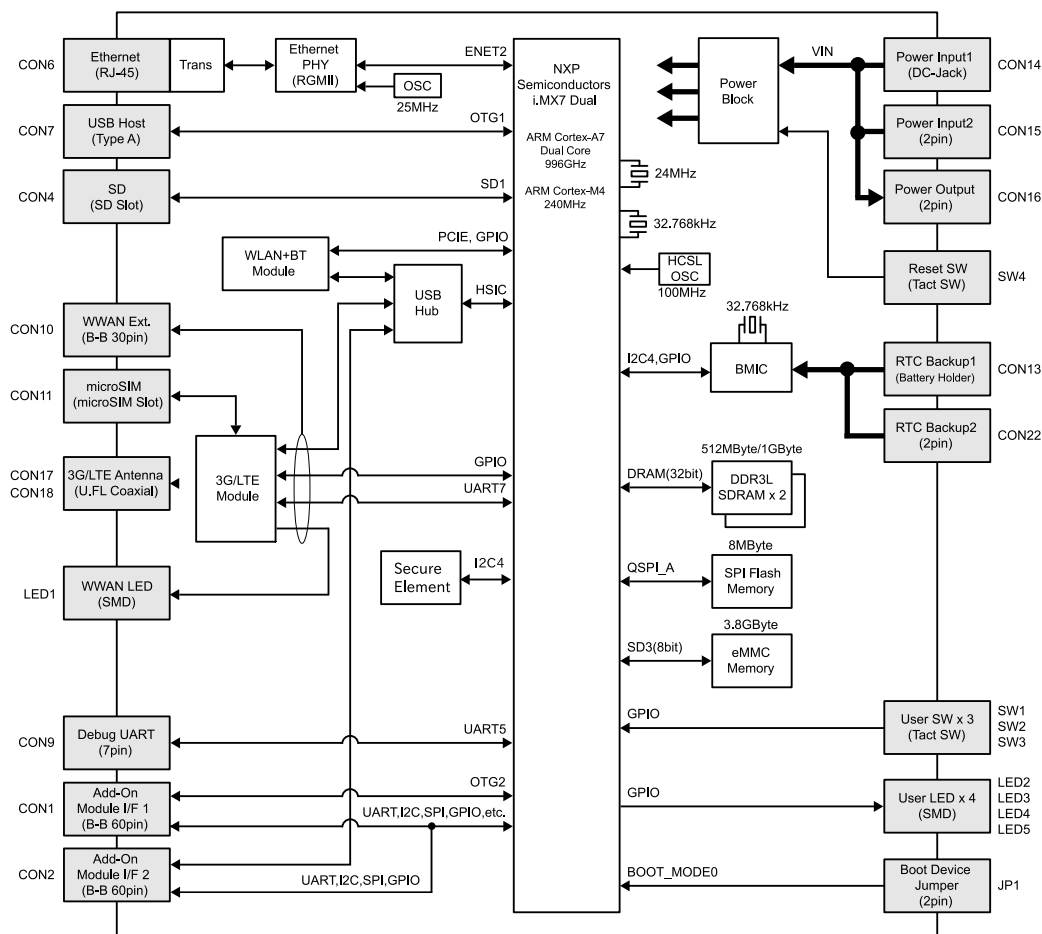 CON6
Ethernet
(RJ-45)
Trans
Ethernet
PHY
(RGMII)
ENET2
OSC
25MHz
CON7
USB Host
(Type A)
OTG1
CON4
SD
(SD Slot)
SD1
PCIE, GPIO
WLAN+BT
Module
USB
Hub
HSIC
CON10
WWAN Ext.
(B-B 30pin)
CON11
microSIM
(microSIM Slot)
CON17
CON18
3G/LTE Antenna
(U.FL Coaxial)
3G/LTE
Module
GPIO
UART7
Secure
Element
I2C4
LED1
WWAN LED
(SMD)
CON9
Debug UART
(7pin)
UART5
CON1
Add-On
Module I/F 1
(B-B 60pin)
OTG2
UART,I2C,SPI,GPIO,etc.
CON2
Add-On
Module I/F 2
(B-B 60pin)
UART,I2C,SPI,GPIO
NXP
Semiconductors
i.MX7 Dual
ARM Cortex-A7
Dual Core
996GHz
ARM Cortex-M4
240MHz
24MHz
32.768kHz
HCSL
OSC
100MHz
Power
Block
VIN
Power Input1
(DC-Jack)
CON14
Power Input2
(2pin)
CON15
Power Output
(2pin)
CON16
Reset SW
(Tact SW)
SW4
32.768kHz
I2C4,GPIO
BMIC
RTC Backup1
(Battery Holder)
CON13
RTC Backup2
(2pin)
CON22
512MByte/1GByte
DRAM(32bit)
DDR3L
SDRAM x 2
8MByte
QSPI_A
SPI Flash
Memory
3.8GByte
SD3(8bit)
eMMC
Memory
GPIO
User SW x 3
(Tact SW)
SW1
SW2
SW3
GPIO
User LED x 4
(SMD)
LED2
LED3
LED4
LED5
BOOT_MODE0
Boot Device
Jumper
(2pin)
JP1